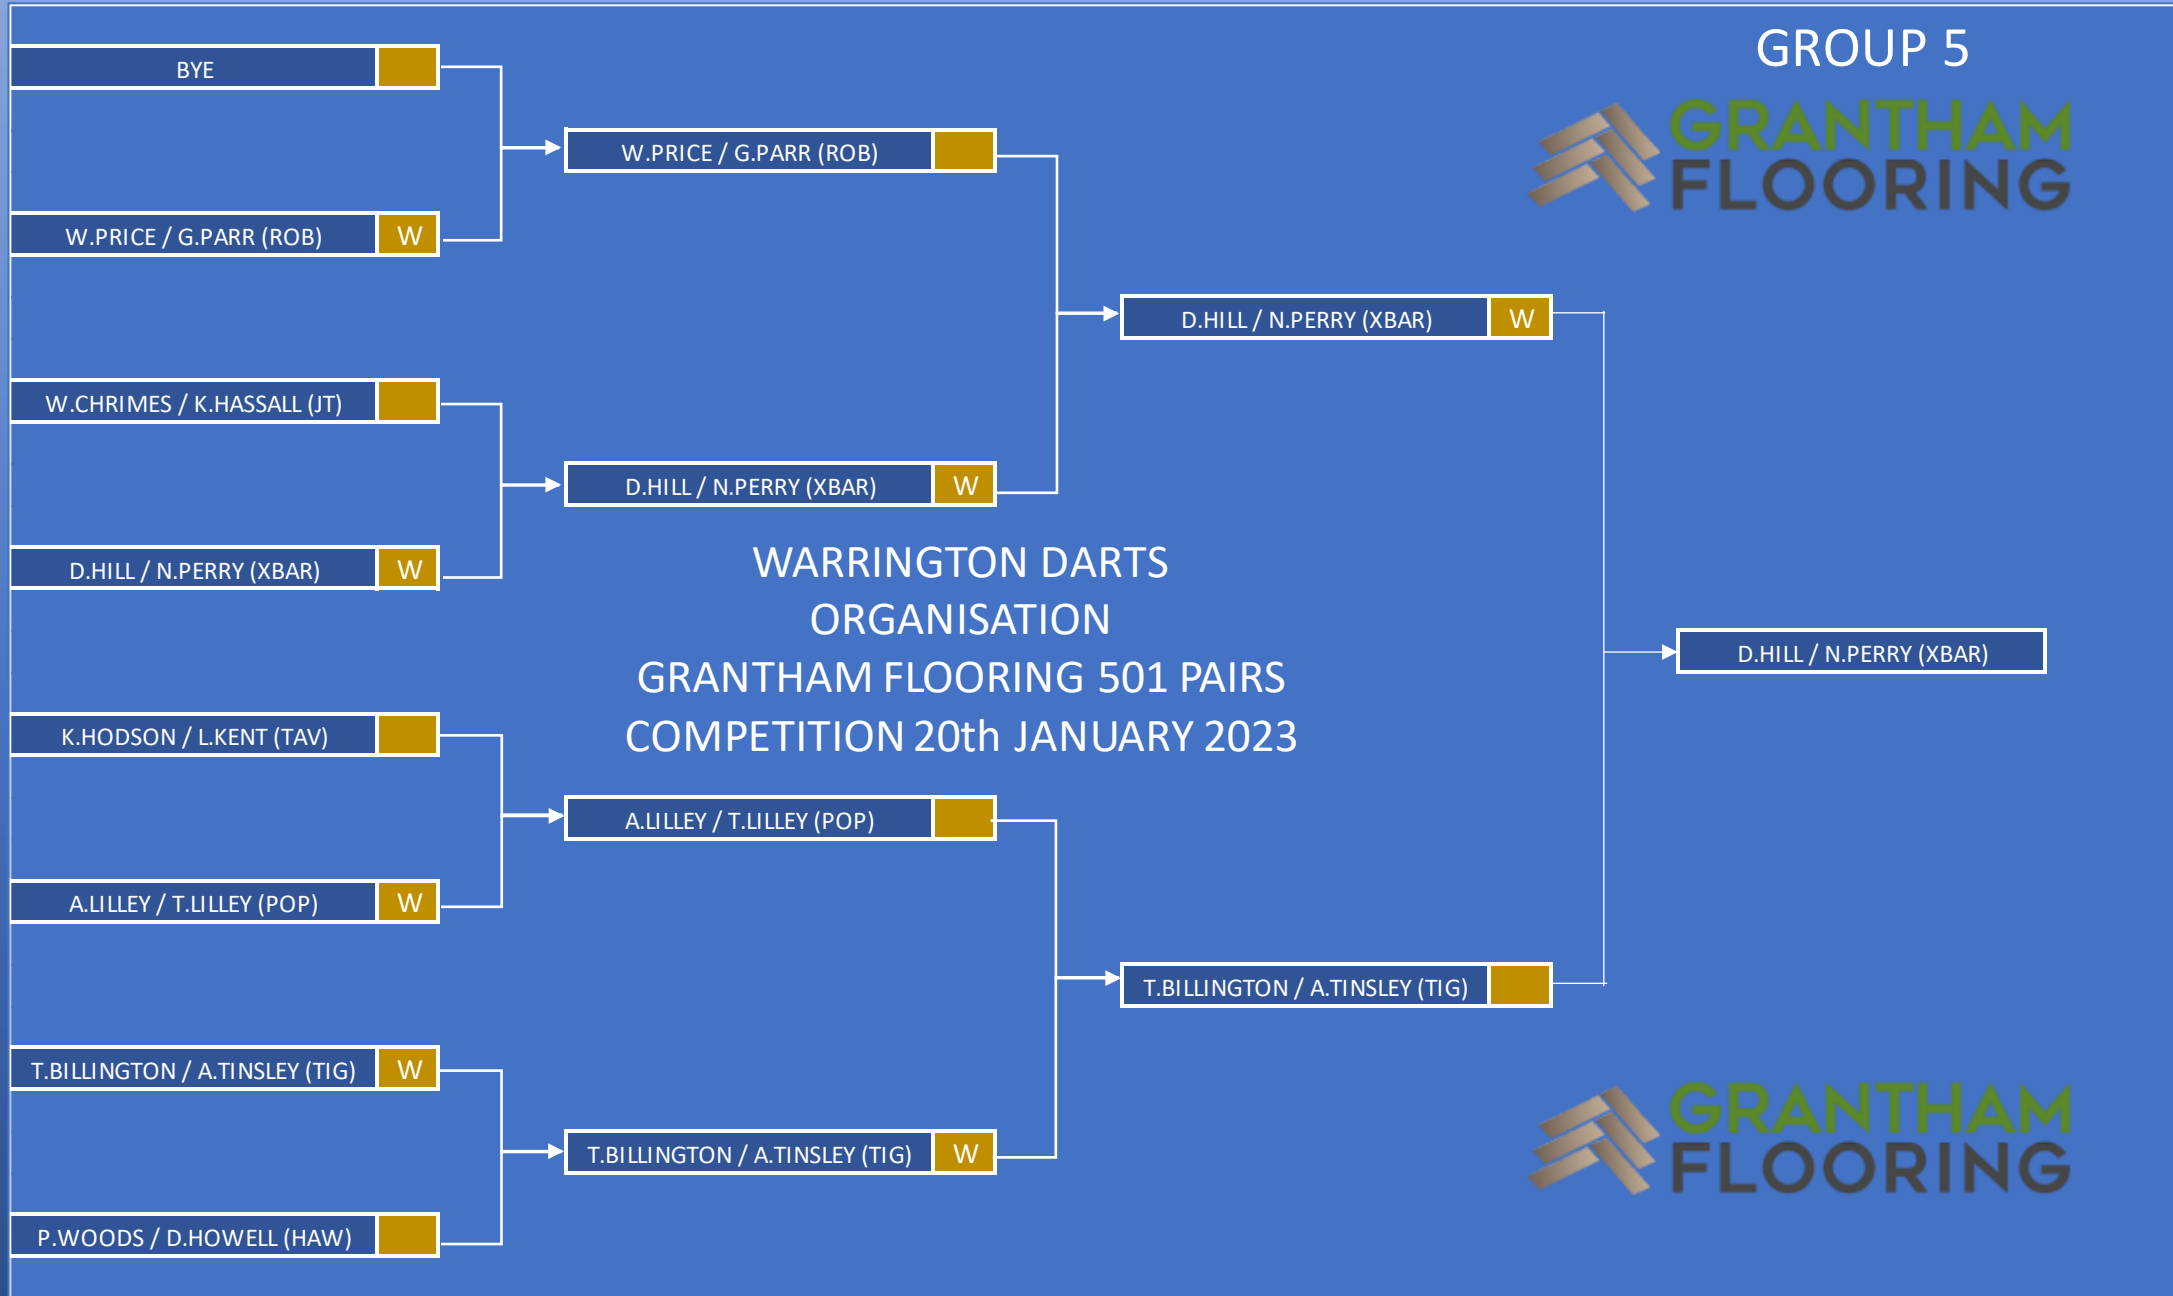 GROUP 5
GRANTHAM
FLOORING
BYE
W.PRICE / G.PARR (ROB) W
W.CHRIMES / K.HASSALL (JT)
D.HILL / N.PERRY (XBAR) W
K.HODSON / L.KENT (TAV)
A.LILLEY / T.LILLEY (POP) W
T.BILLINGTON / A.TINSLEY (TIG) W
P.WOODS / D.HOWELL (HAW)
W.PRICE / G.PARR (ROB)
D.HILL / N.PERRY (XBAR) W
WARRINGTON DARTS
ORGANISATION
GRANTHAM FLOORING 501 PAIRS
COMPETITION 20th JANUARY 2023
A.LILLEY / T.LILLEY (POP)
T.BILLINGTON / A.TINSLEY (TIG) W
D.HILL / N.PERRY (XBAR) W
T.BILLINGTON / A.TINSLEY (TIG)
D.HILL / N.PERRY (XBAR)
GRANTHAM
FLOORING